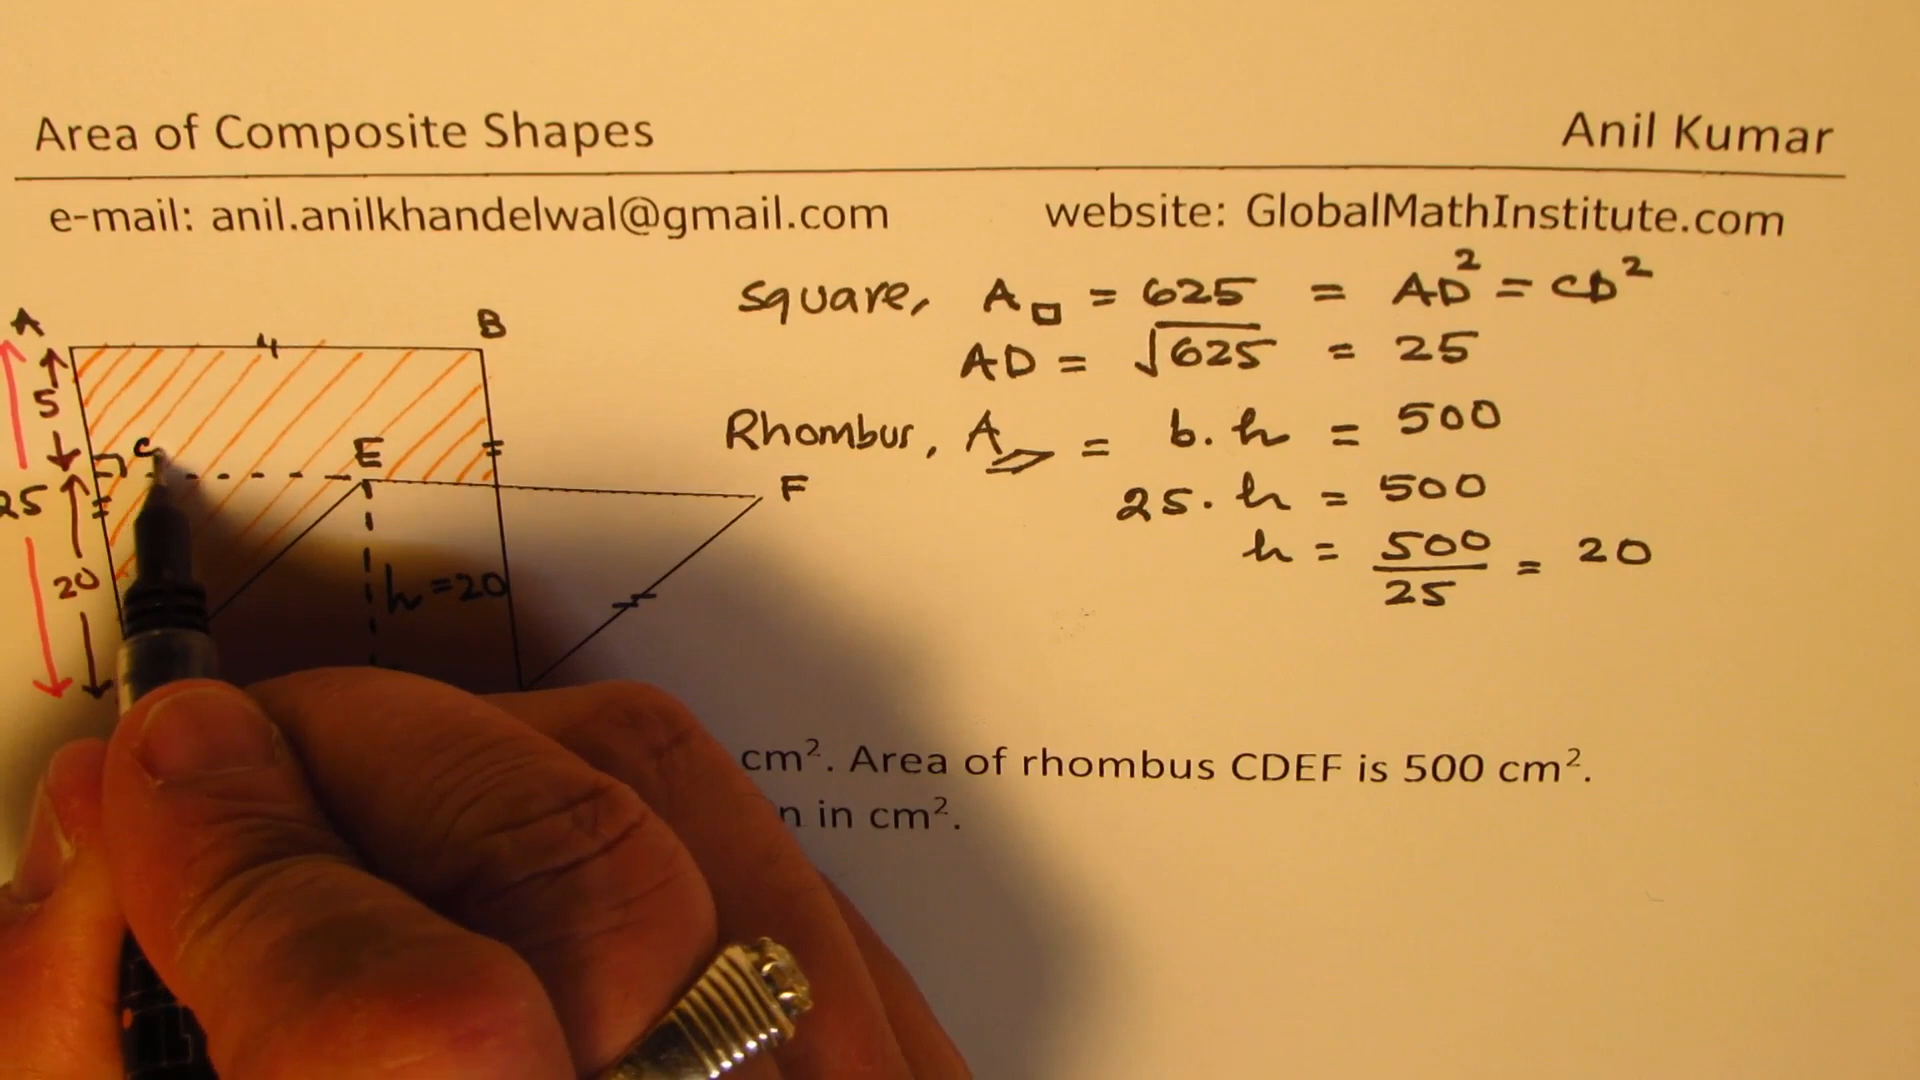 Area of Composite Shapes
Anil Kumar
e-mail: anil.anilkhandelwal@gmail.com
website: GlobalMathInstitute.com
Square, A□ = 625 = AD² = CD²
AD = √625 = 25
Rhombus, A▱ = b. h = 500
25. h = 500
h = 500/25 = 20
A
B
5
E
F
25
20
h = 20
cm². Area of rhombus CDEF is 500 cm².
in cm².